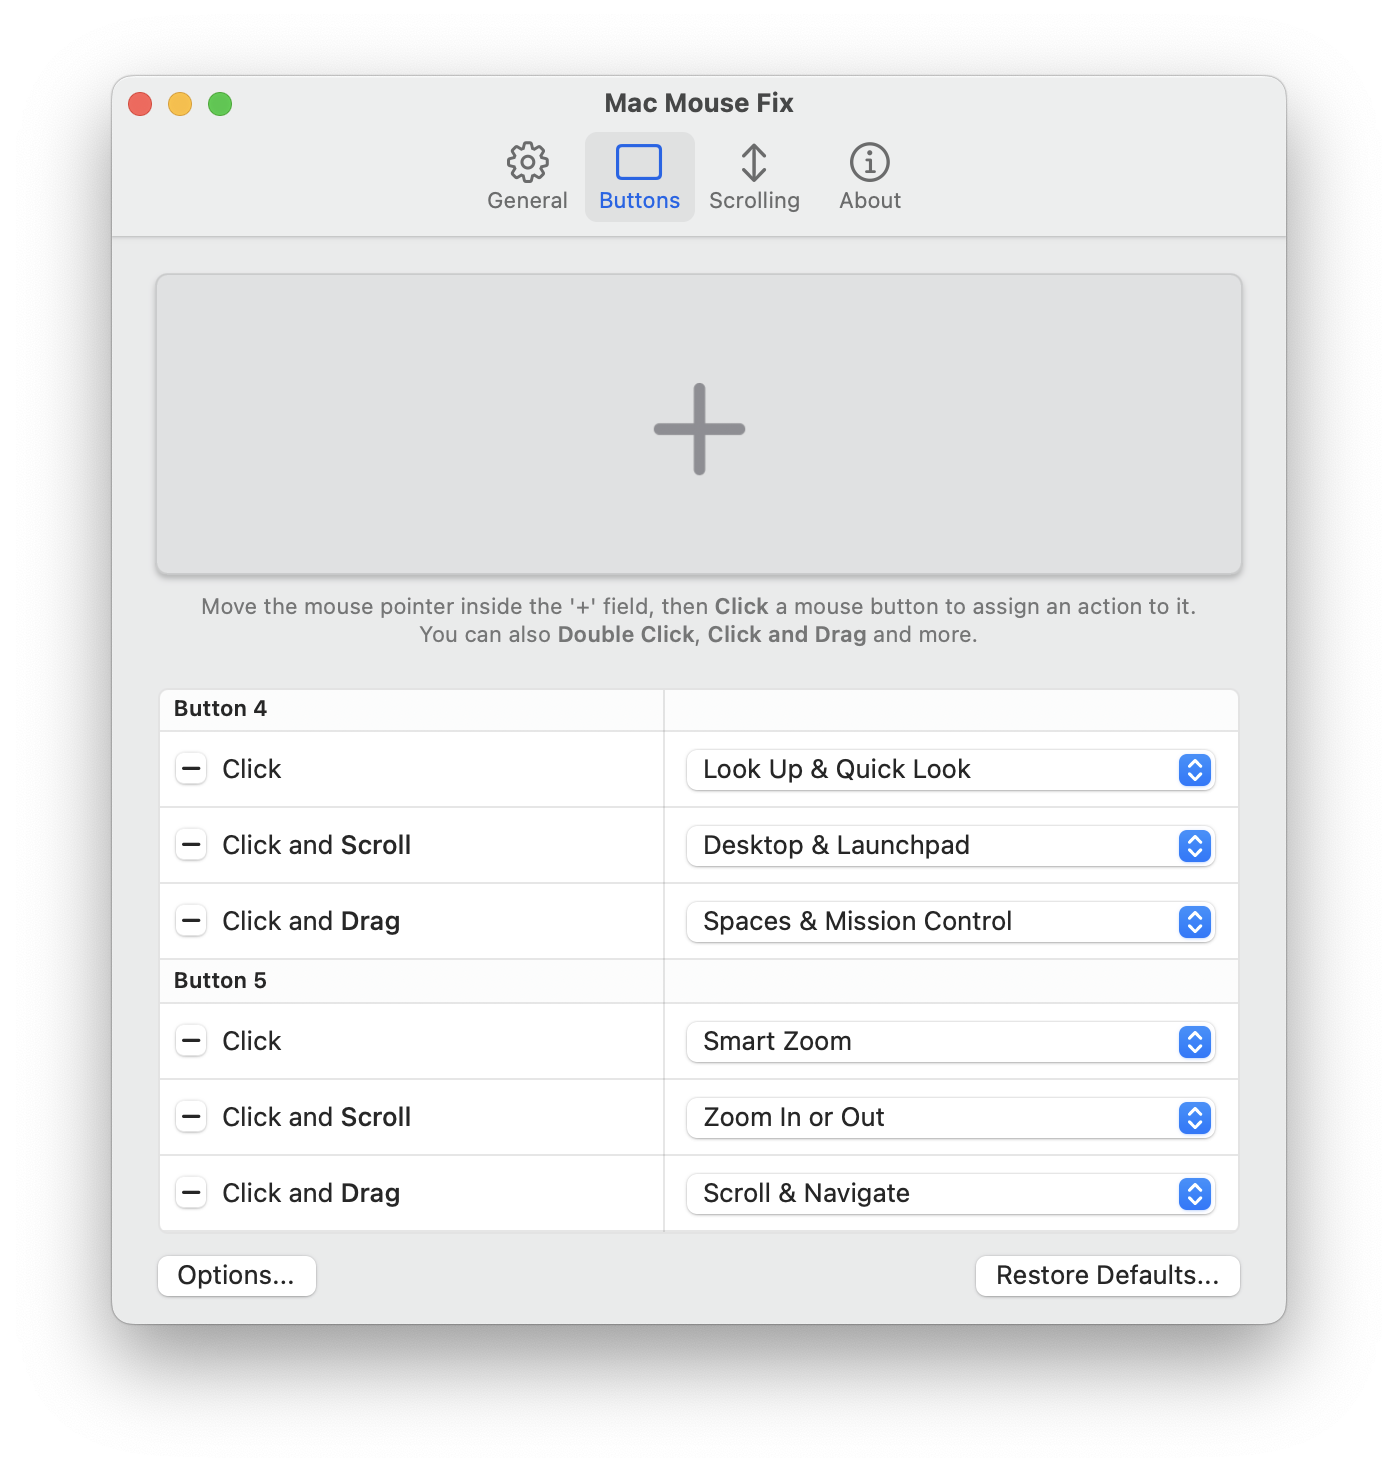 Mac Mouse Fix
General
Buttons
Scrolling
About
Move the mouse pointer inside the '+' field, then Click a mouse button to assign an action to it.
You can also Double Click, Click and Drag and more.
Button 4
Click
Look Up & Quick Look
Click and Scroll
Desktop & Launchpad
Click and Drag
Spaces & Mission Control
Button 5
Click
Smart Zoom
Click and Scroll
Zoom In or Out
Click and Drag
Scroll & Navigate
Options...
Restore Defaults...